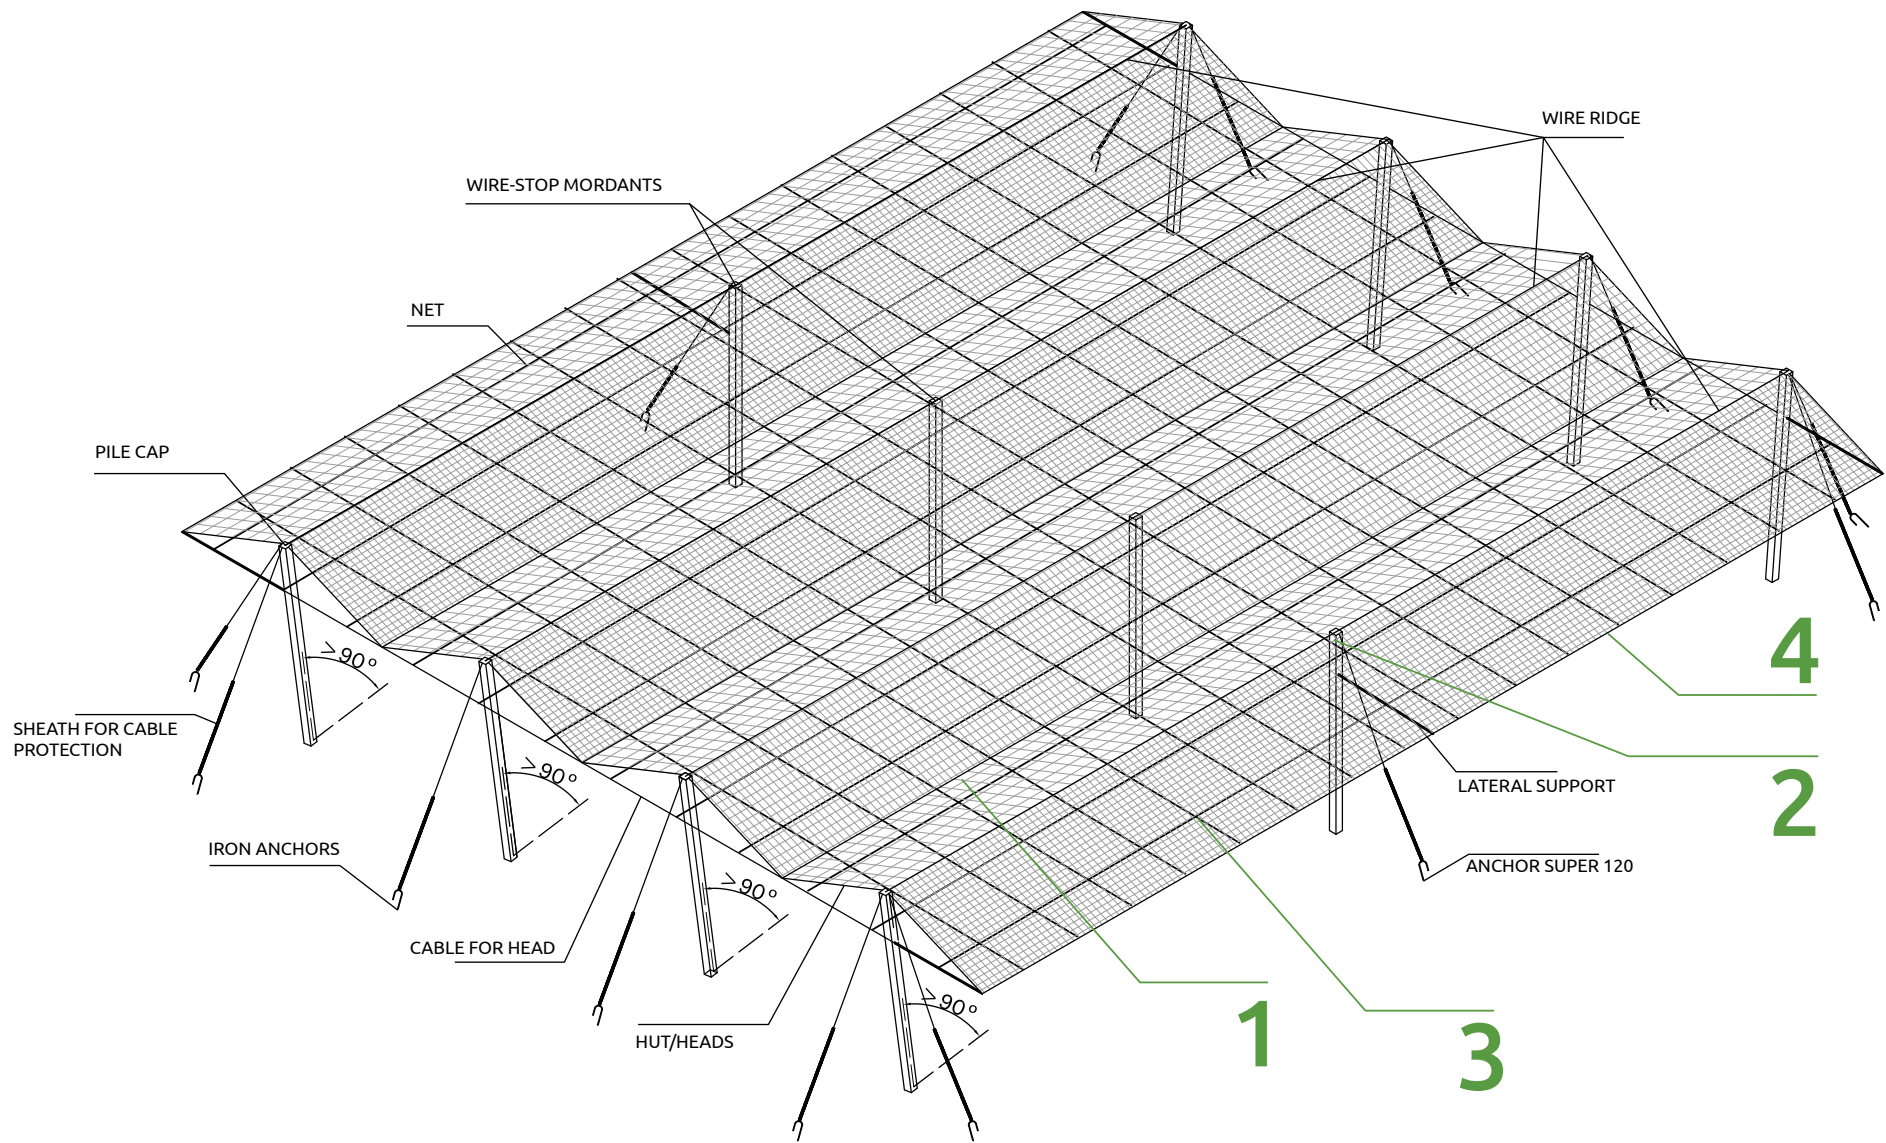 WIRE RIDGE
WIRE-STOP MORDANTS
NET
PILE CAP
>90°
4
SHEATH FOR CABLE
PROTECTION
>90°
2
LATERAL SUPPORT
IRON ANCHORS
ANCHOR SUPER 120
>90°
CABLE FOR HEAD
>90°
1
3
HUT/HEADS